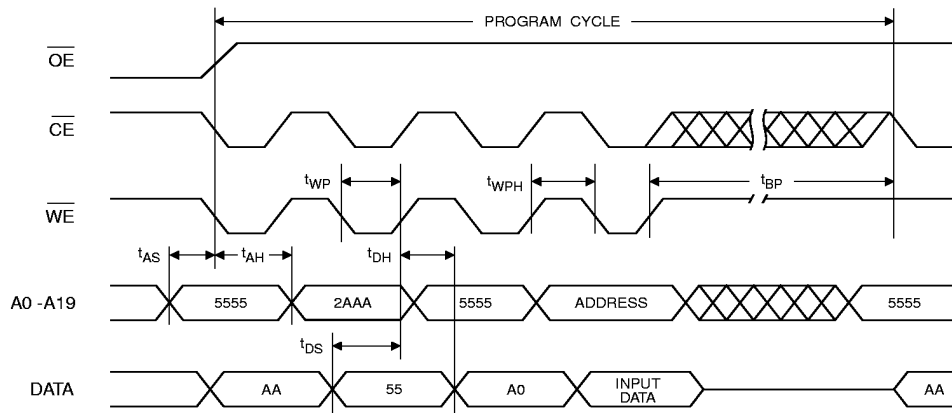 PROGRAM CYCLE
OE
CE
tWP
tWPH
tBP
WE
tAS
tAH
tDH
A0 -A19
5555
2AAA
5555
ADDRESS
5555
tDS
DATA
AA
55
A0
INPUT
DATA
AA